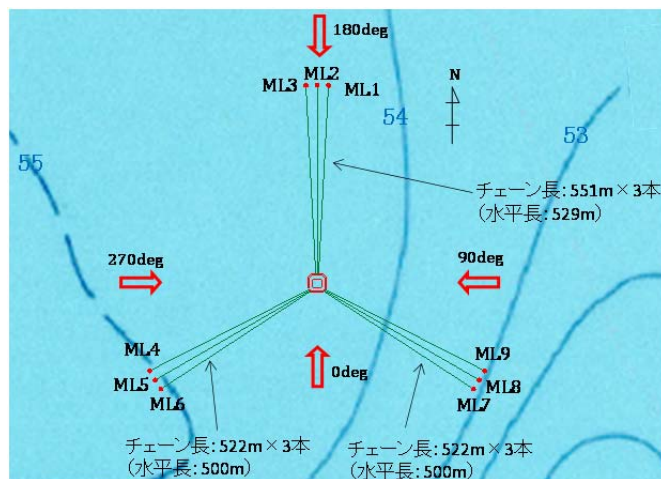 180deg
ML2
ML3
ML1
N
54
53
55
チェーン長:551m×3本
(水平長:529m)
270deg
90deg
ML4
ML5
ML6
0deg
ML9
ML8
ML7
チェーン長:522m×3本
(水平長:500m)
チェーン長:522m×3本
(水平長:500m)